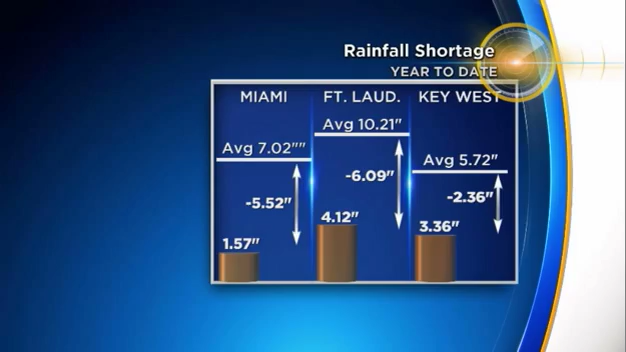 Rainfall Shortage
YEAR TO DATE
MIAMI FT. LAUD. KEY WEST
Avg 7.02"" Avg 10.21" Avg 5.72"
-5.52" -6.09" -2.36"
1.57" 4.12" 3.36"